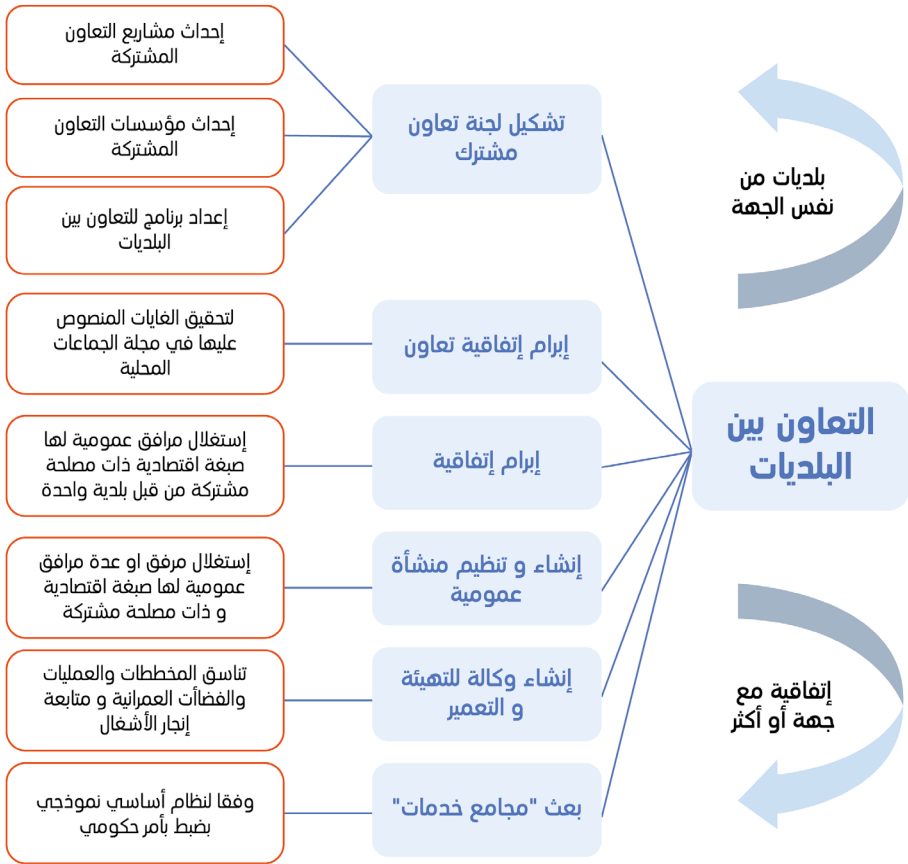 بلديات من
نفس الجهة
التعاون بين
البلديات
إتفاقية مع
جهة أو أكثر
تشكيل لجنة تعاون
مشترك
إحداث مشاريع التعاون
المشتركة
إحداث مؤسسات التعاون
المشتركة
إعداد برنامج للتعاون بين
البلديات
إبرام إتفاقية تعاون
لتحقيق الغايات المنصوص
عليها في مجلة الجماعات
المحلية
إبرام إتفاقية
إستغلال مرافق عمومية لها
صبغة اقتصادية ذات مصلحة
مشتركة من قبل بلدية واحدة
إنشاء و تنظيم منشأة
عمومية
إستغلال مرفق او عدة مرافق
عمومية لها صبغة اقتصادية
و ذات مصلحة مشتركة
إنشاء وكالة للتهيئة
و التعمير
تناسق المخططات والعمليات
والفضاأت العمرانية و متابعة
إنجار الأشغال
بعث "مجامع خدمات"
وفقا لنظام أساسي نموذجي
بضبط بأمر حكومي